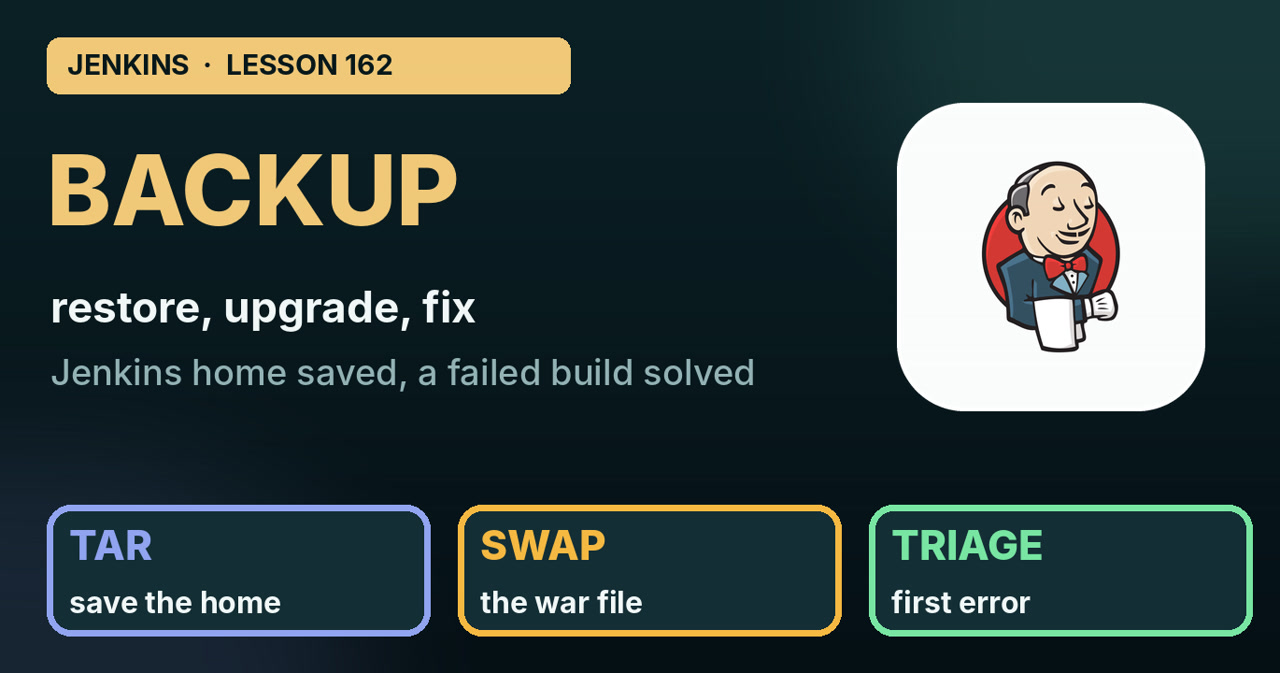 JENKINS · LESSON 162
BACKUP
restore, upgrade, fix
Jenkins home saved, a failed build solved
TAR
save the home
SWAP
the war file
TRIAGE
first error